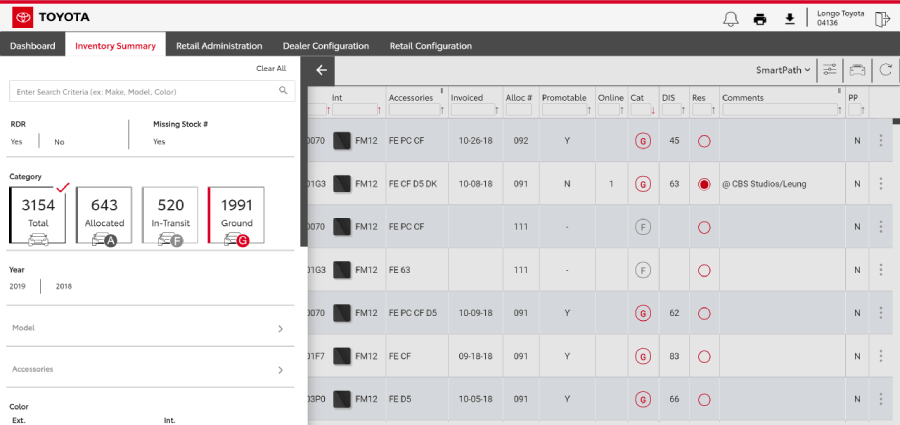 TOYOTA
Longo Toyota
04136
Dashboard Inventory Summary Retail Administration Dealer Configuration Retail Configuration
Clear All
Enter Search Criteria (ex: Make, Model, Color)
RDR Missing Stock #
Yes No Yes
Category
3154 643 520 1991
Total Allocated In-Transit Ground
A F G
Year
2019 2018
Model
Accessories
Color
Ext. Int.
SmartPath
Int Accessories Invoiced Alloc # Promotable Online Cat DIS Res Comments PP
0070 FM12 FE PC CF 10-26-18 092 Y G 45 N
01G3 FM12 FE CF D5 DK 10-08-18 091 N 1 G 63 @ CBS Studios/Leung N
0070 FM12 FE PC CF 111 - F N
01G3 FM12 FE 63 111 - F N
0070 FM12 FE PC CF D5 10-09-18 091 Y G 62 N
01F7 FM12 FE CF 09-18-18 091 Y G 83 N
03P0 FM12 FE D5 10-05-18 091 Y G 66 N